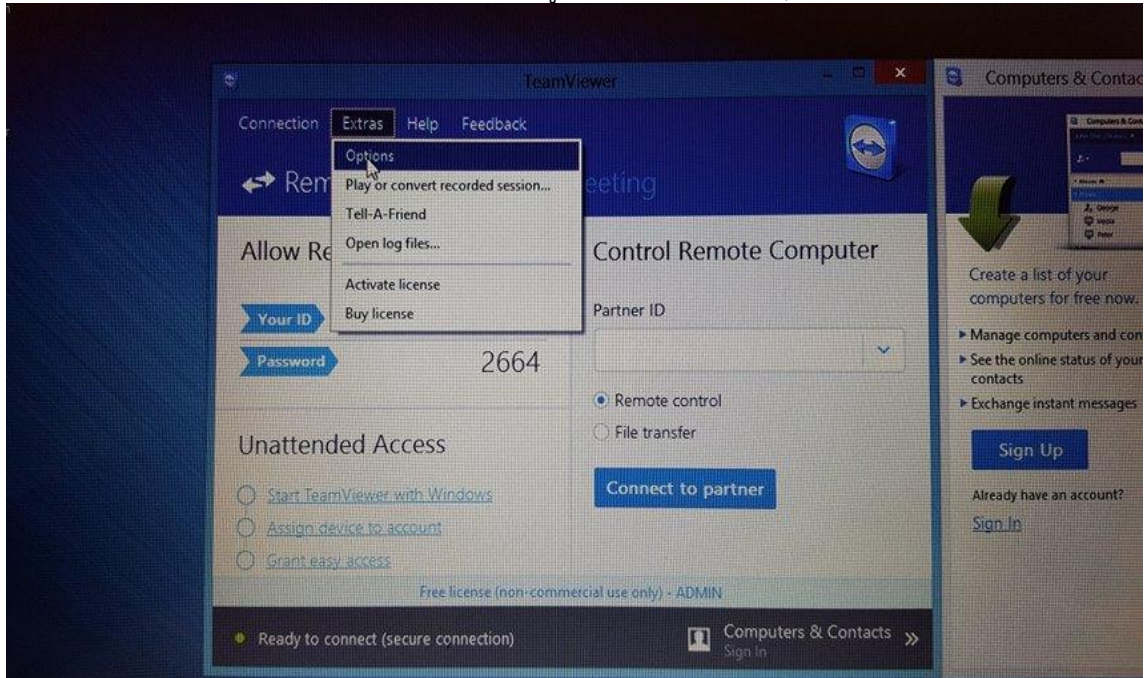 TeamViewer
Connection Extras Help Feedback
Options
Play or convert recorded session...
Tell-A-Friend
Open log files...
Activate license
Buy license
Rem
eeting
Allow Re
Your ID
Password 2664
Unattended Access
Start TeamViewer with Windows
Assign device to account
Grant easy access
Control Remote Computer
Partner ID
Remote control
File transfer
Connect to partner
Free license (non-commercial use only) - ADMIN
Ready to connect (secure connection)
Computers & Contacts
Sign In
Computers & Contac
George
Media
Peter
Create a list of your
computers for free now.
Manage computers and con
See the online status of your
contacts
Exchange instant messages
Sign Up
Already have an account?
Sign In